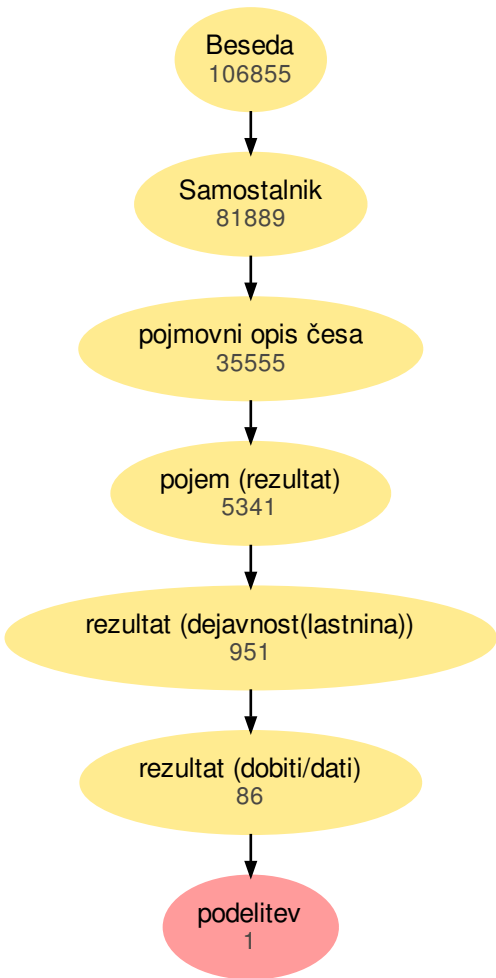 Beseda
106855
Samostalnik
81889
pojmovni opis česa
35555
pojem (rezultat)
5341
rezultat (dejavnost(lastnina))
951
rezultat (dobiti/dati)
86
podelitev
1